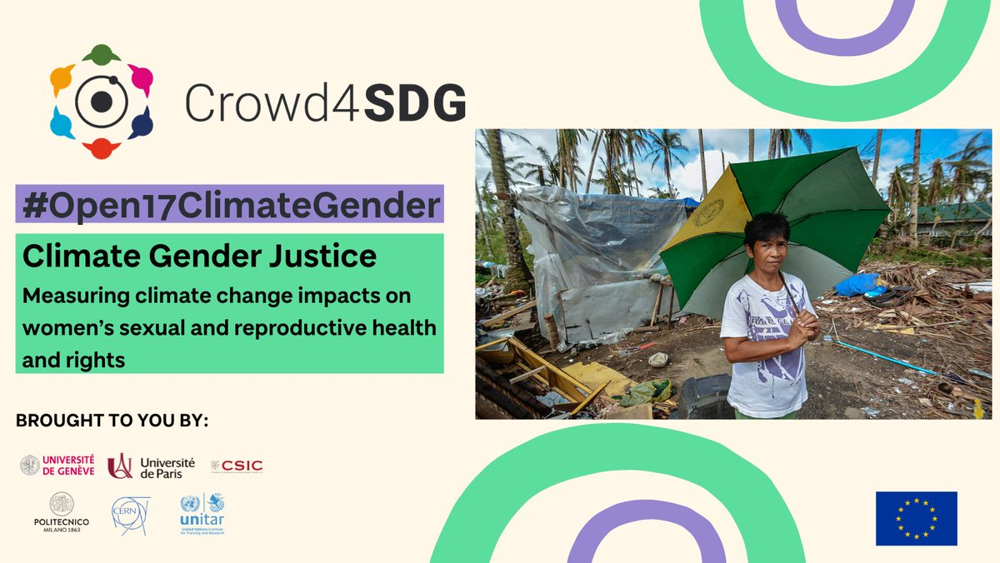 Crowd4SDG
#Open17ClimateGender
Climate Gender Justice
Measuring climate change impacts on
women's sexual and reproductive health
and rights
BROUGHT TO YOU BY:
UNIVERSITÉ
DE GENÈVE
Université
de Paris
CSIC
POLITECNICO
MILANO 1863
CERN
unitar
United Nations Institute
for Training and Research